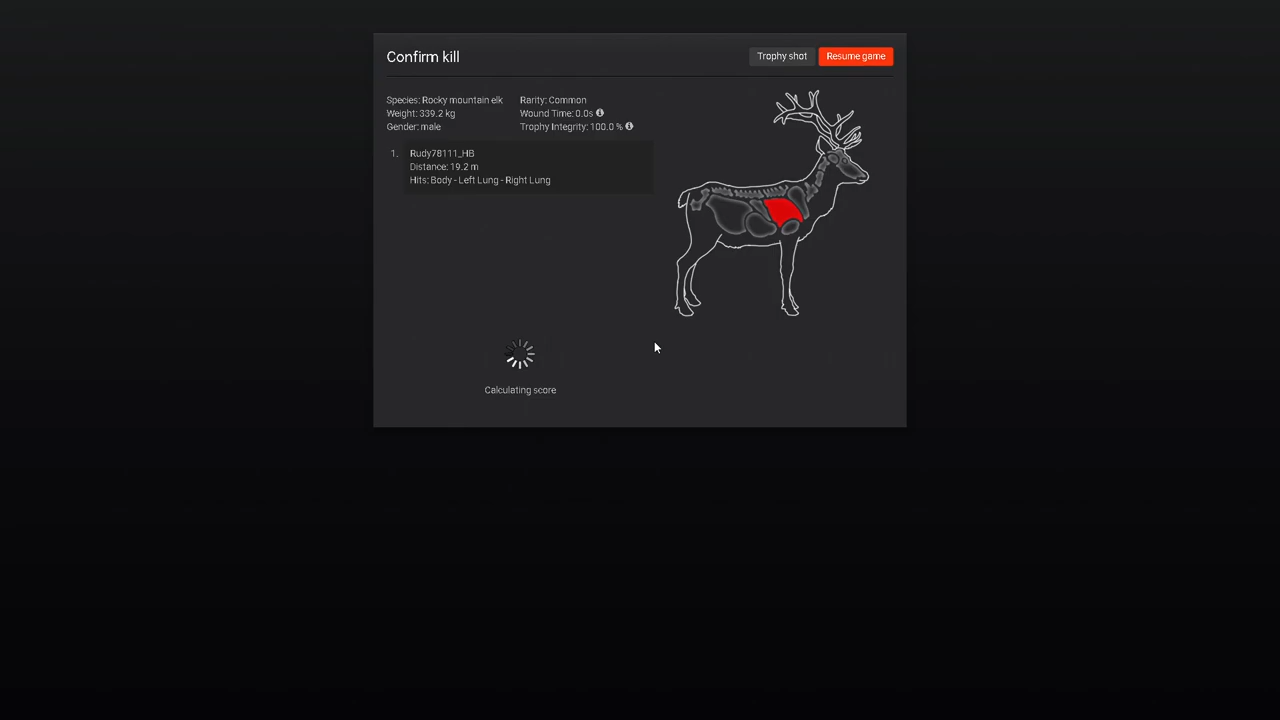 Confirm kill
Trophy shot
Resume game
Species: Rocky mountain elk
Weight: 339.2 kg
Gender: male
Rarity: Common
Wound Time: 0.0s
Trophy Integrity: 100.0 %
1. Rudy78111_HB
Distance: 19.2 m
Hits: Body - Left Lung - Right Lung
Calculating score